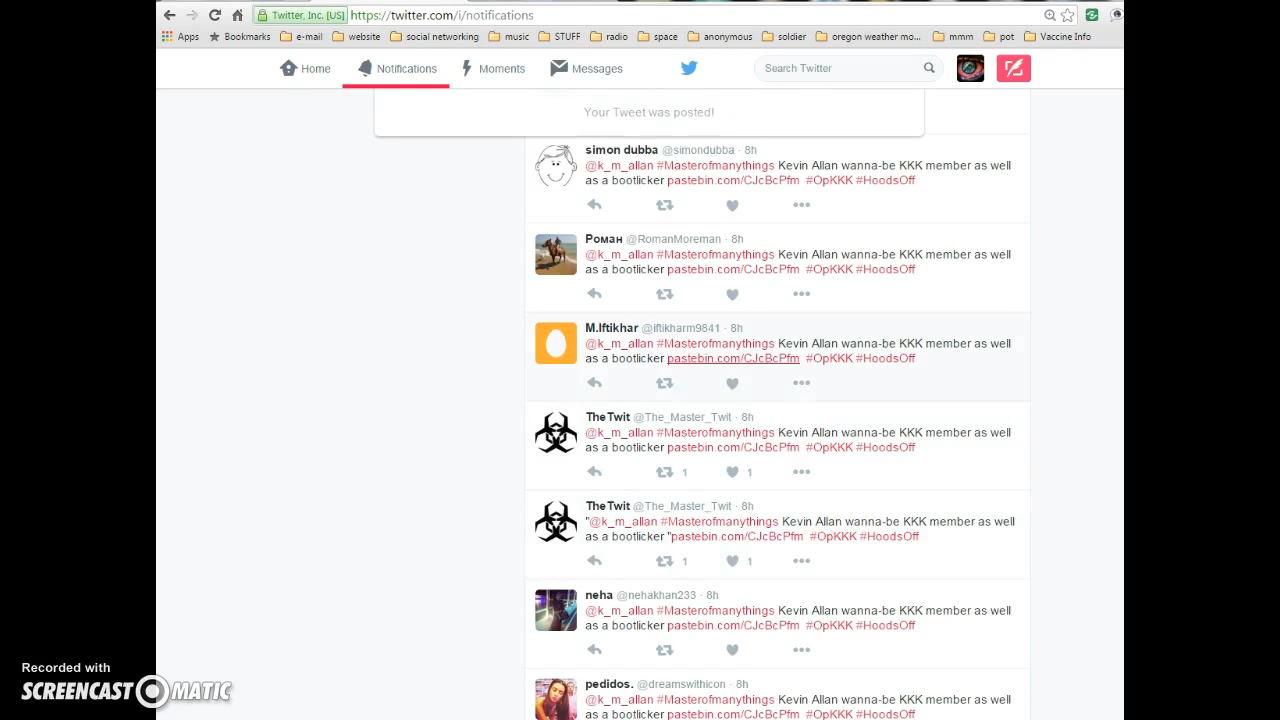 Twitter, Inc. [US] https://twitter.com/i/notifications
Apps Bookmarks e-mail website social networking music STUFF radio space anonymous soldier oregon weather mo... mmm pot Vaccine Info
Home Notifications Moments Messages Search Twitter
Your Tweet was posted!
simon dubba @simondubba · 8h
@k_m_allan #Masterofmanythings Kevin Allan wanna-be KKK member as well
as a bootlicker pastebin.com/CJcBcPfm #OpKKK #HoodsOff
Роман @RomanMoreman · 8h
@k_m_allan #Masterofmanythings Kevin Allan wanna-be KKK member as well
as a bootlicker pastebin.com/CJcBcPfm #OpKKK #HoodsOff
M.Iftikhar @iftikharm9841 · 8h
@k_m_allan #Masterofmanythings Kevin Allan wanna-be KKK member as well
as a bootlicker pastebin.com/CJcBcPfm #OpKKK #HoodsOff
The Twit @The_Master_Twit · 8h
@k_m_allan #Masterofmanythings Kevin Allan wanna-be KKK member as well
as a bootlicker pastebin.com/CJcBcPfm #OpKKK #HoodsOff
1 1
The Twit @The_Master_Twit · 8h
"@k_m_allan #Masterofmanythings Kevin Allan wanna-be KKK member as well
as a bootlicker "pastebin.com/CJcBcPfm #OpKKK #HoodsOff
1 1
neha @nehakhan233 · 8h
@k_m_allan #Masterofmanythings Kevin Allan wanna-be KKK member as well
as a bootlicker pastebin.com/CJcBcPfm #OpKKK #HoodsOff
pedidos. @dreamswithicon · 8h
@k_m_allan #Masterofmanythings Kevin Allan wanna-be KKK member as well
as a bootlicker pastebin.com/CJcBcPfm #OpKKK #HoodsOff
Recorded with
SCREENCAST MATIC